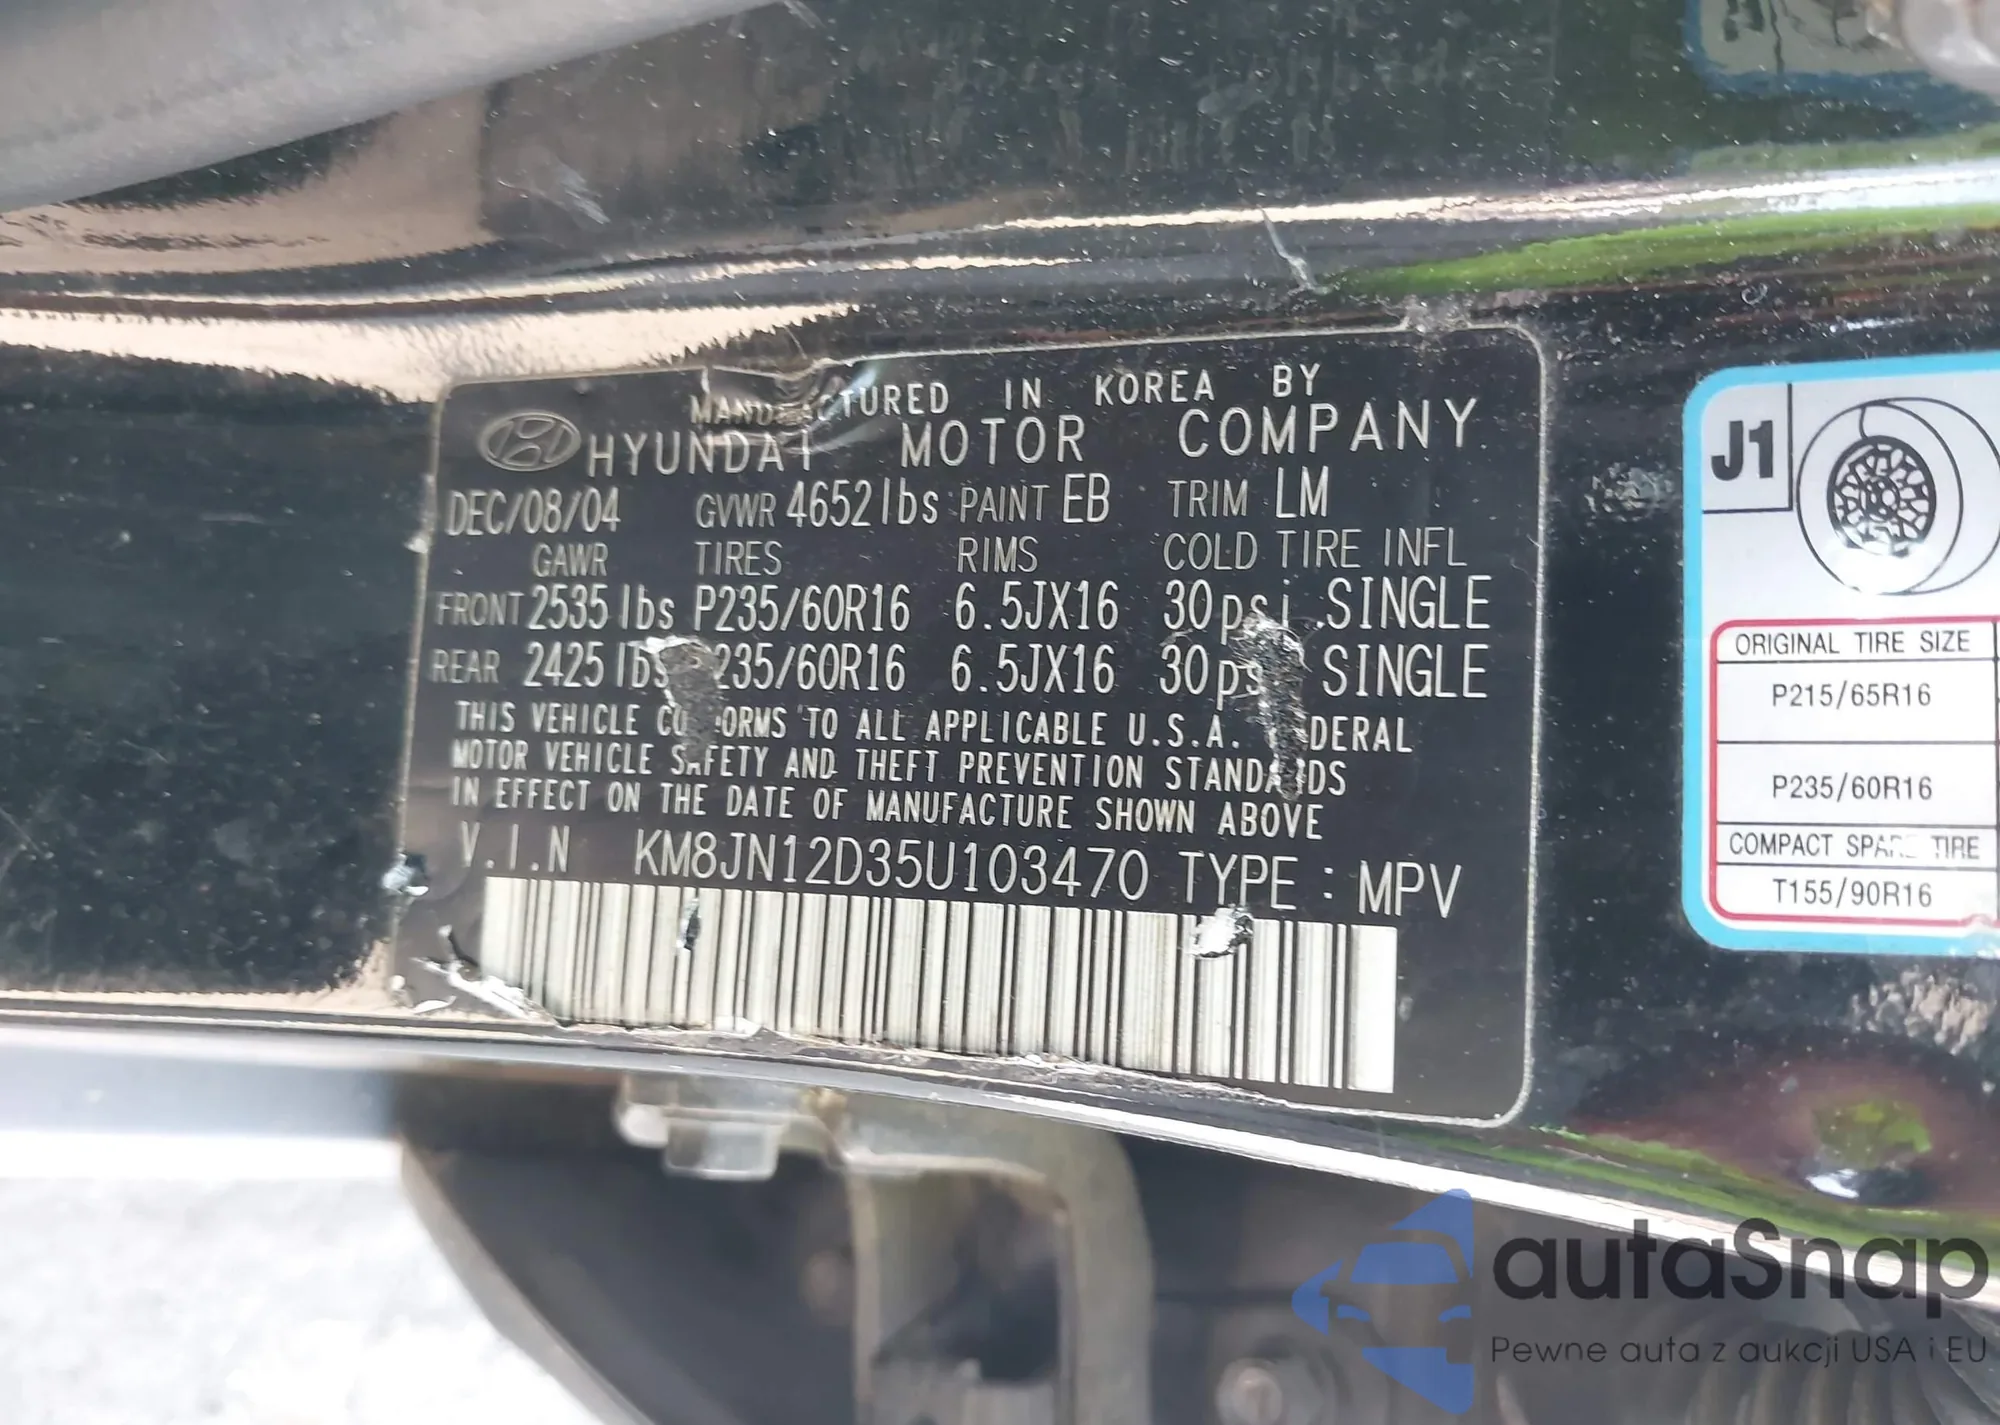 MANUFACTURED IN KOREA BY
HYUNDAI MOTOR COMPANY
DEC/08/04 GVWR 4652lbs PAINT EB TRIM LM
GAWR TIRES RIMS COLD TIRE INFL
FRONT 2535lbs P235/60R16 6.5JX16 30psi.SINGLE
REAR 2425lbs P235/60R16 6.5JX16 30psi SINGLE
THIS VEHICLE CONFORMS TO ALL APPLICABLE U.S.A. FEDERAL
MOTOR VEHICLE SAFETY AND THEFT PREVENTION STANDARDS
IN EFFECT ON THE DATE OF MANUFACTURE SHOWN ABOVE
V.I.N KM8JN12D35U103470 TYPE : MPV
J1
ORIGINAL TIRE SIZE
P215/65R16
P235/60R16
COMPACT SPARE TIRE
T155/90R16
autaSnap
Pewne auta z aukcji USA i EU